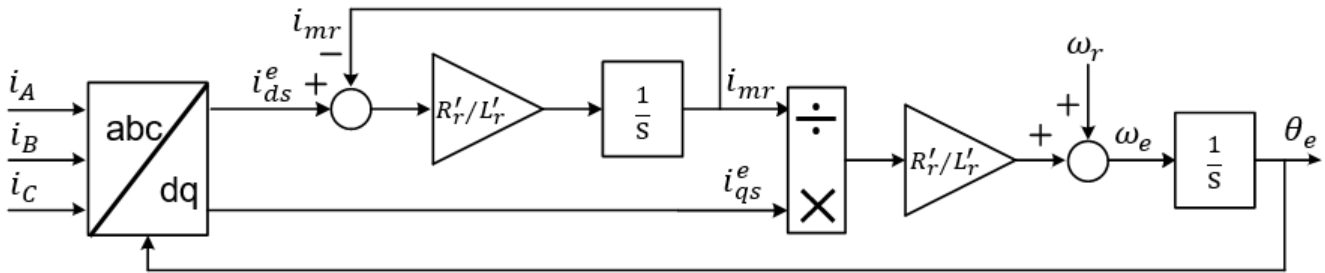 i_mr
−
ω_r
i_A
i^e_ds
+
R′_r/L′_r
1/s
i_mr
÷
+
abc
i_B
R′_r/L′_r
+
ω_e
1/s
θ_e
i_C
dq
i^e_qs
×